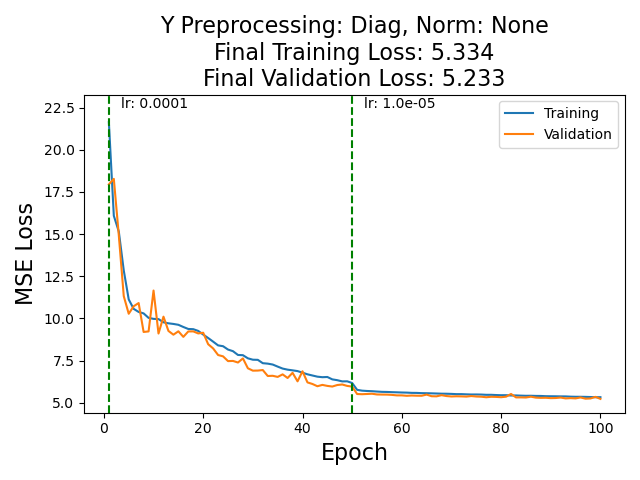 Y Preprocessing: Diag, Norm: None
Final Training Loss: 5.334
Final Validation Loss: 5.233
lr: 0.0001
lr: 1.0e-05
Training
Validation
22.5
20.0
17.5
15.0
12.5
10.0
7.5
5.0
MSE Loss
0
20
40
60
80
100
Epoch